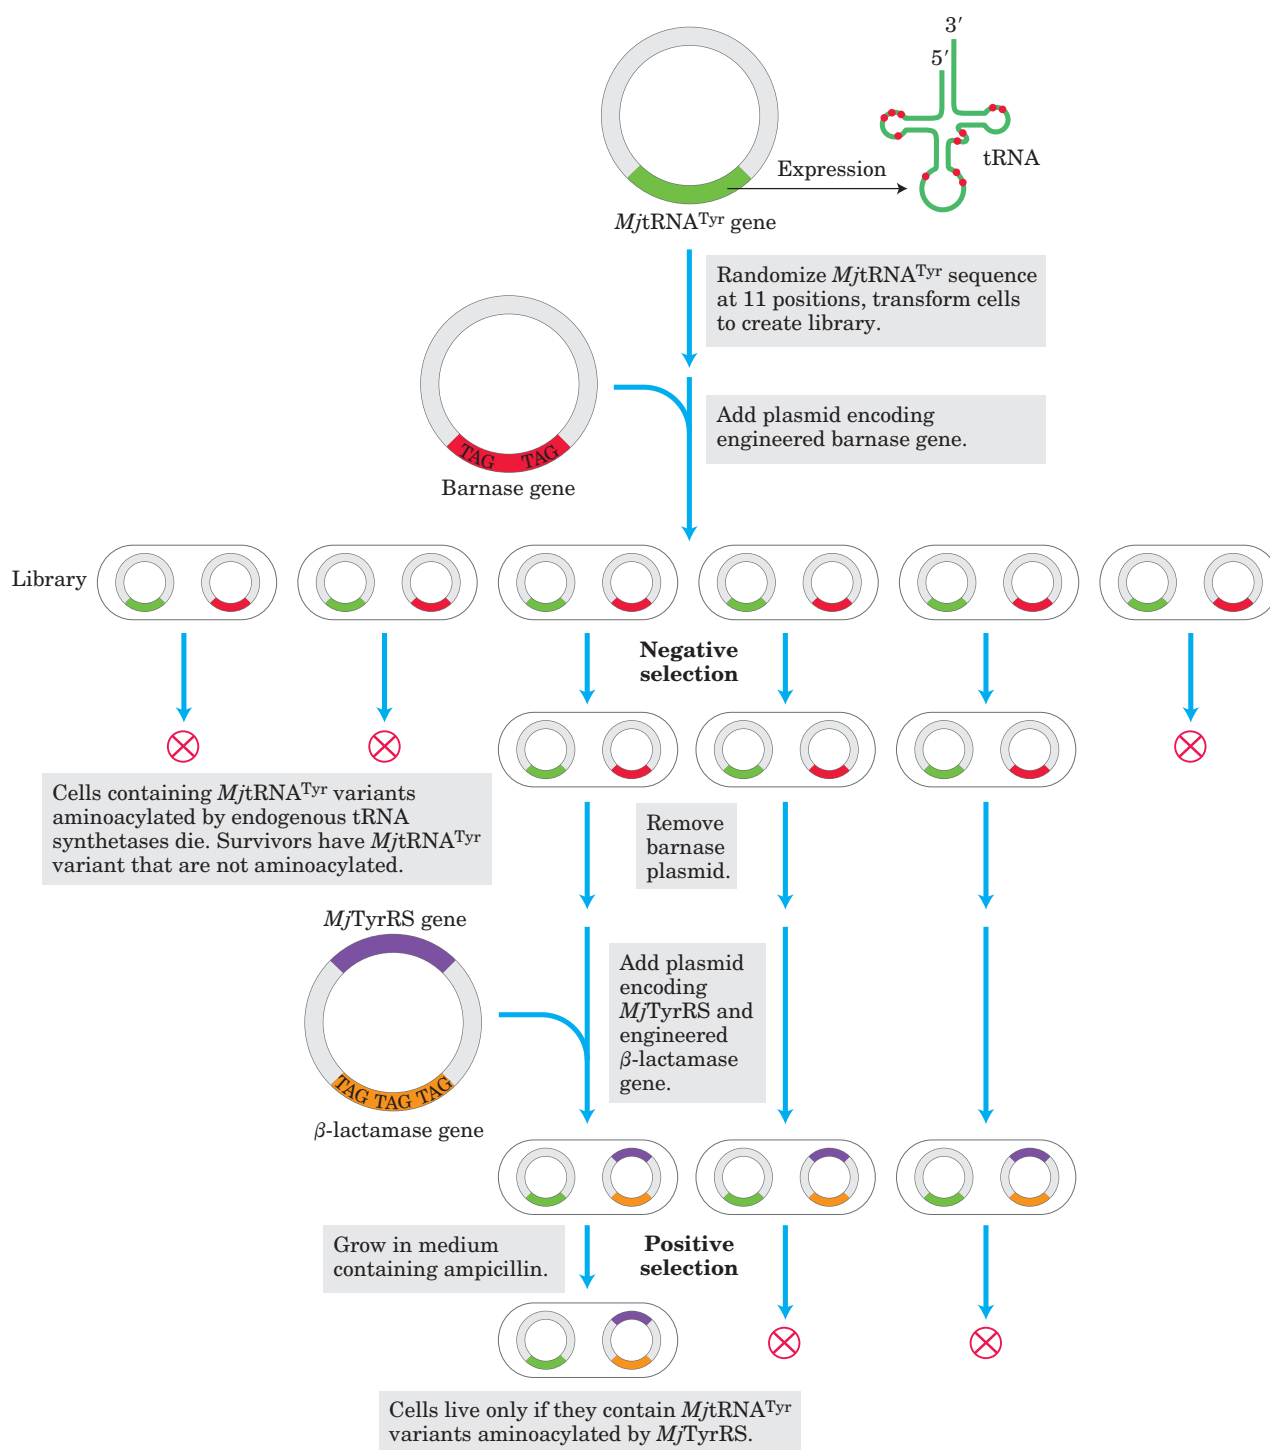 3′
5′
tRNA
Expression
MjtRNATyr gene
Randomize MjtRNATyr sequence
at 11 positions, transform cells
to create library.
Add plasmid encoding
engineered barnase gene.
TAG TAG
Barnase gene
Library
Negative
selection
Cells containing MjtRNATyr variants
aminoacylated by endogenous tRNA
synthetases die. Survivors have MjtRNATyr
variant that are not aminoacylated.
Remove
barnase
plasmid.
MjTyrRS gene
Add plasmid
encoding
MjTyrRS and
engineered
β-lactamase
gene.
TAG TAG TAG
β-lactamase gene
Grow in medium
containing ampicillin.
Positive
selection
Cells live only if they contain MjtRNATyr
variants aminoacylated by MjTyrRS.